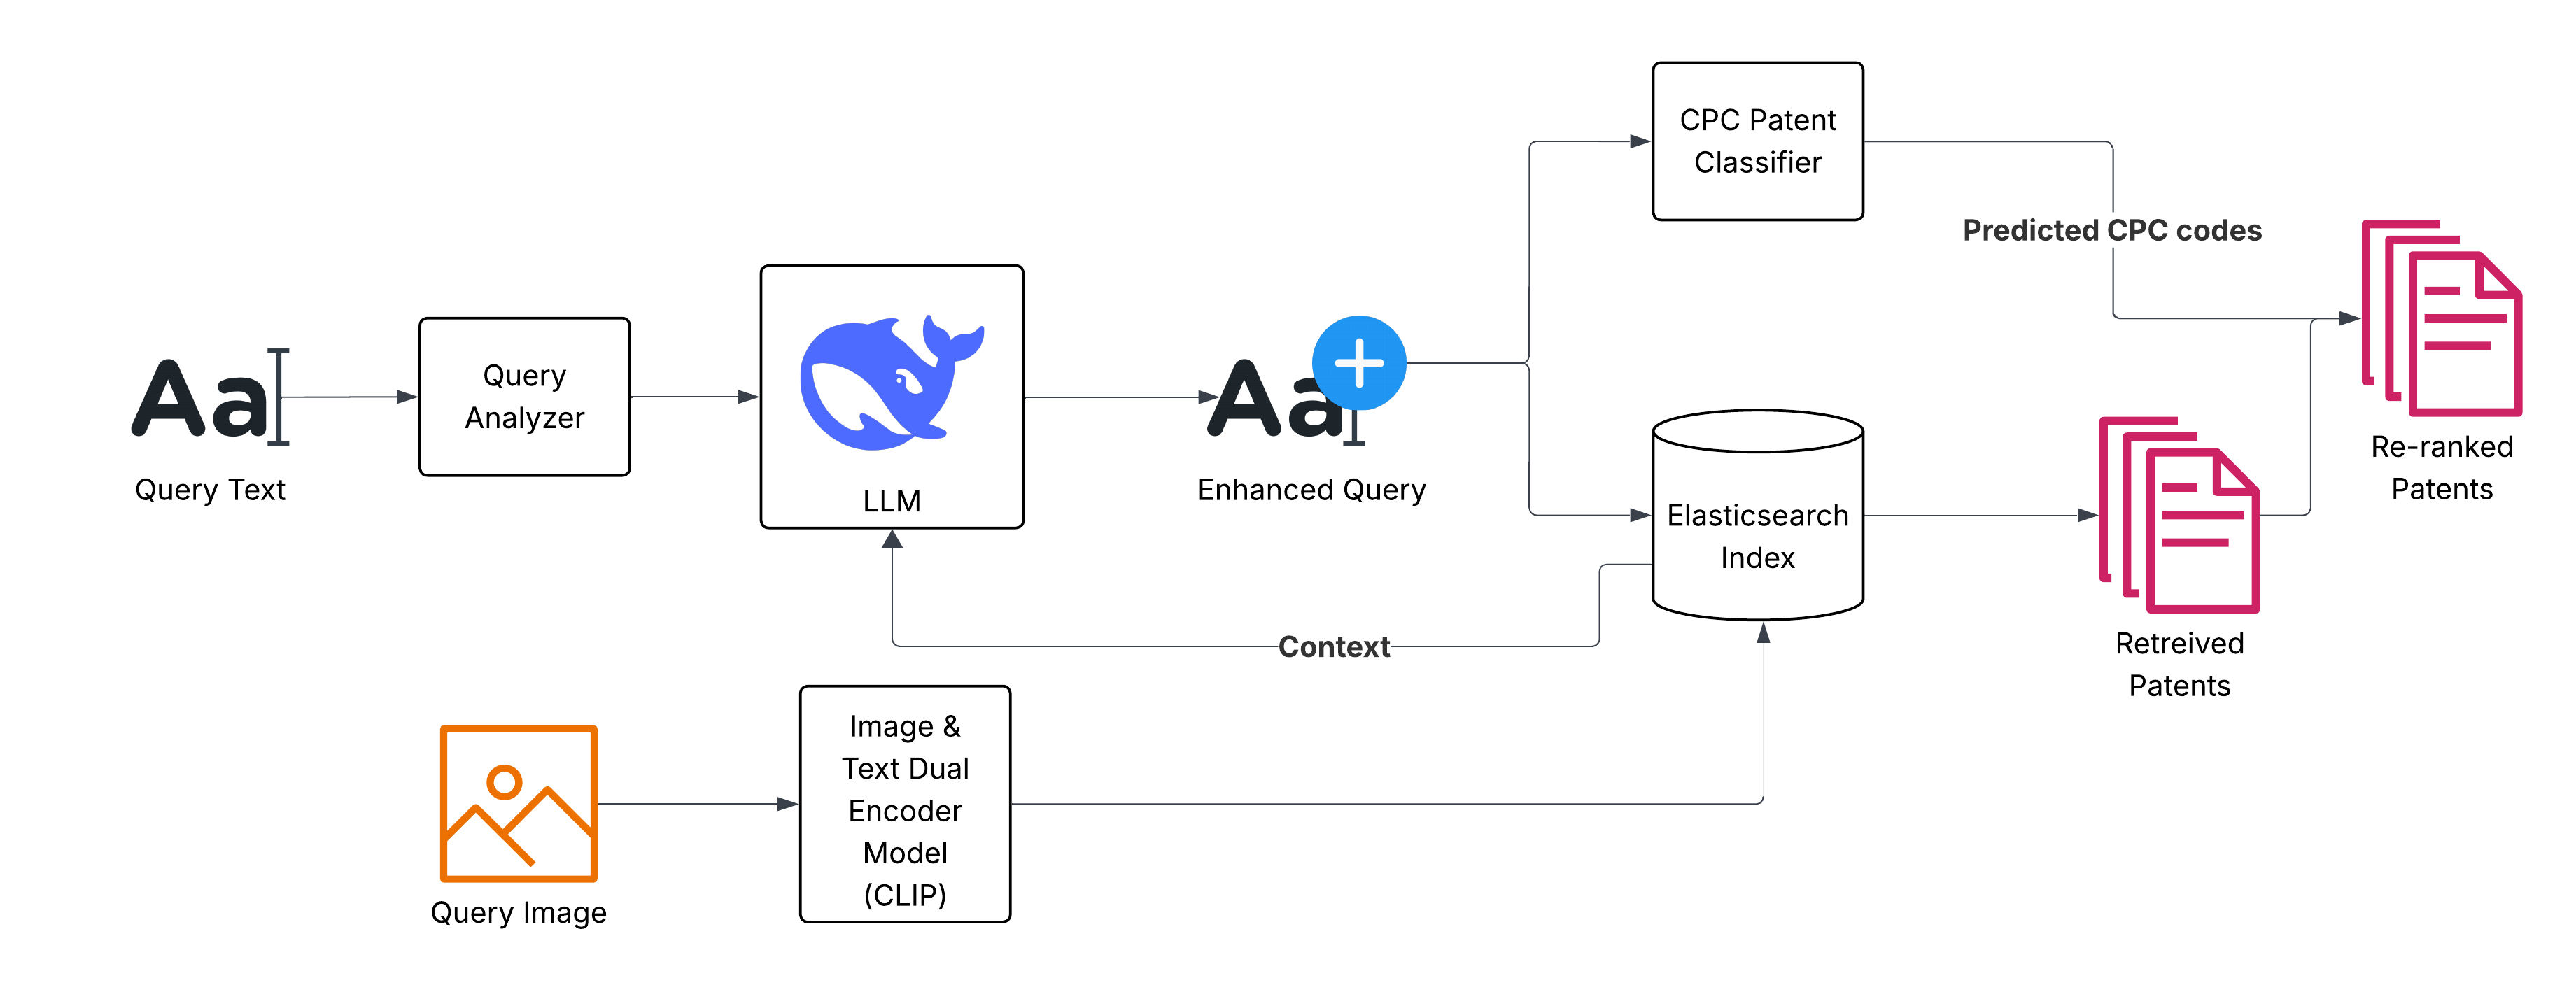 CPC Patent
Classifier
Predicted CPC codes
Query
Analyzer
Aa
Query Text
LLM
Aa
Enhanced Query
Elasticsearch
Index
Re-ranked
Patents
Context
Retreived
Patents
Image &
Text Dual
Encoder
Model
(CLIP)
Query Image